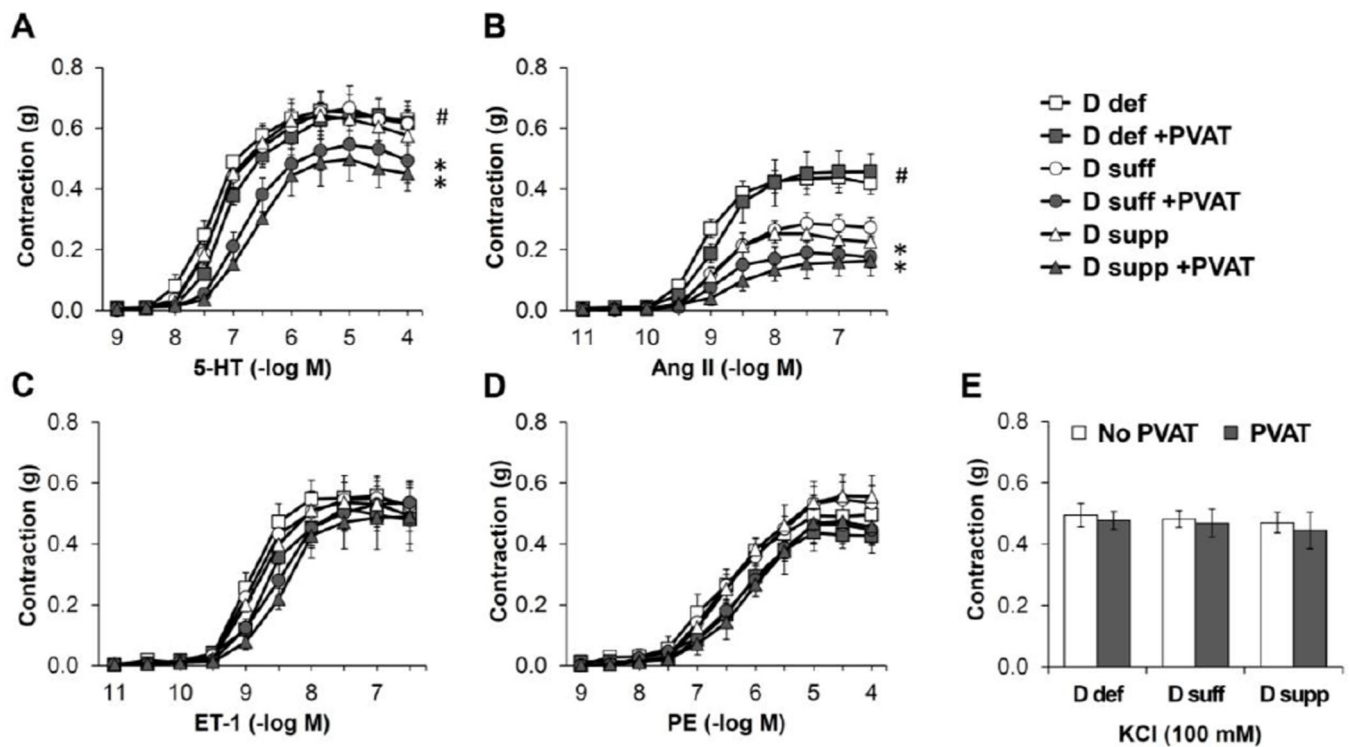 A
Contraction (g)
0.8
0.6
0.4
0.2
0.0
9 8 7 6 5 4
5-HT (-log M)
#
*
*
B
Contraction (g)
0.8
0.6
0.4
0.2
0.0
11 10 9 8 7
Ang II (-log M)
#
*
*
D def
D def +PVAT
D suff
D suff +PVAT
D supp
D supp +PVAT
C
Contraction (g)
0.8
0.6
0.4
0.2
0.0
11 10 9 8 7
ET-1 (-log M)
D
Contraction (g)
0.8
0.6
0.4
0.2
0.0
9 8 7 6 5 4
PE (-log M)
E
Contraction (g)
0.8
0.6
0.4
0.2
0.0
No PVAT PVAT
D def D suff D supp
KCl (100 mM)